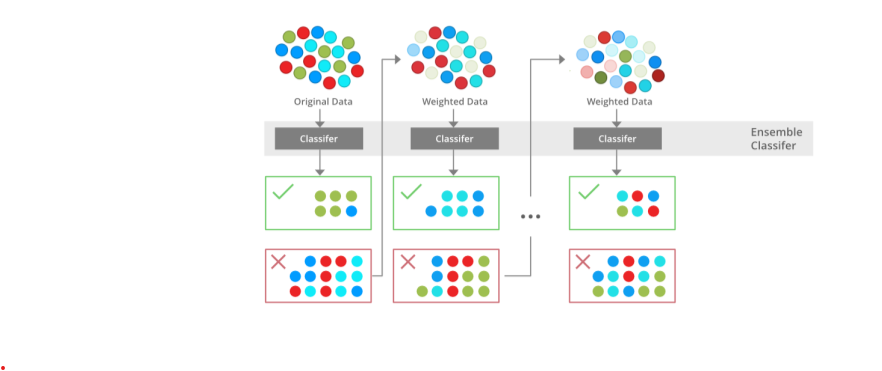 Original Data
Weighted Data
Weighted Data
Classifer
Classifer
Classifer
Ensemble
Classifer
...